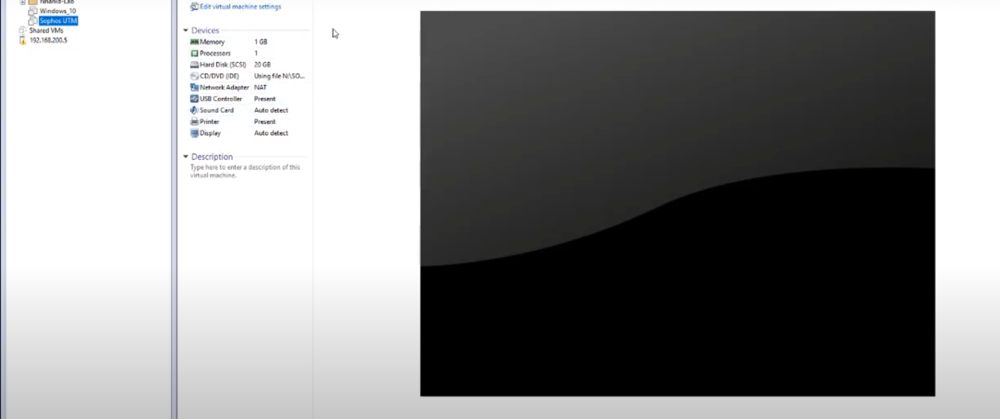 Nhanid-Lab
Windows_10
Sophos UTM
Shared VMs
192.168.200.5
Edit virtual machine settings
Devices
Memory 1 GB
Processors 1
Hard Disk (SCSI) 20 GB
CD/DVD (IDE) Using file N:\SO...
Network Adapter NAT
USB Controller Present
Sound Card Auto detect
Printer Present
Display Auto detect
Description
Type here to enter a description of this
virtual machine.